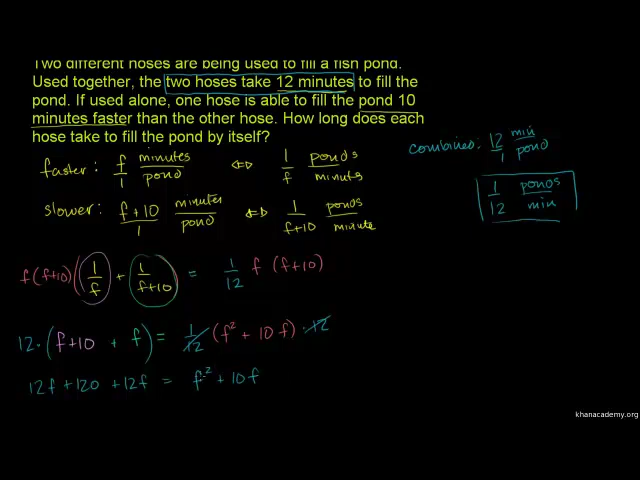 Two different hoses are being used to fill a fish pond.
Used together, the two hoses take 12 minutes to fill the
pond. If used alone, one hose is able to fill the pond 10
minutes faster than the other hose. How long does each
hose take to fill the pond by itself?
combined: 12/1 min/pond
faster: f/1 minutes/pond ⇔ 1/f ponds/minutes
1/12 ponds/min
slower: f+10/1 minutes/pond ⇔ 1/f+10 ponds/minute
f(f+10)(1/f + 1/f+10) = 1/12 f (f+10)
12·(f+10 + f) = 1/12 (f² + 10f)·12
12f+120+12f = f² + 10f
khanacademy.org